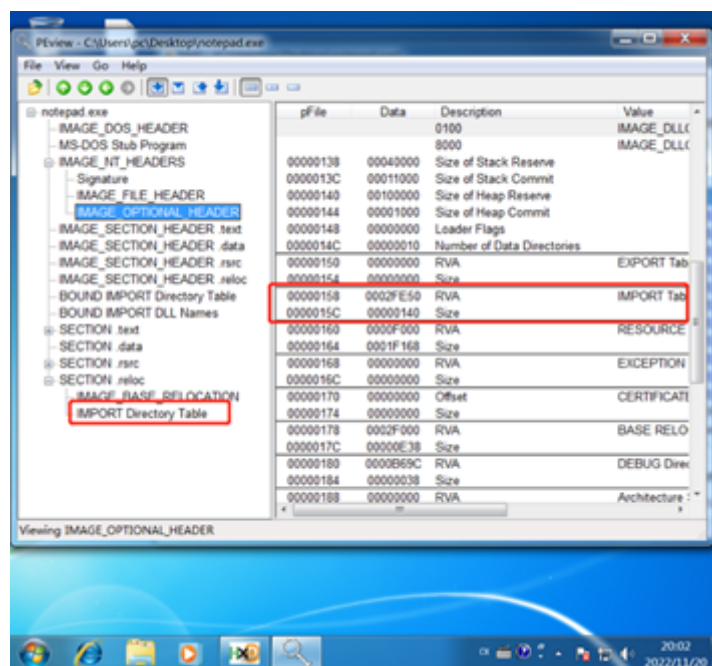 PEview - C:\Users\pc\Desktop\notepad.exe
File View Go Help
notepad.exe
IMAGE_DOS_HEADER
MS-DOS Stub Program
IMAGE_NT_HEADERS
Signature
IMAGE_FILE_HEADER
IMAGE_OPTIONAL_HEADER
IMAGE_SECTION_HEADER .text
IMAGE_SECTION_HEADER .data
IMAGE_SECTION_HEADER .rsrc
IMAGE_SECTION_HEADER .reloc
BOUND IMPORT Directory Table
BOUND IMPORT DLL Names
SECTION .text
SECTION .data
SECTION .rsrc
SECTION .reloc
IMAGE_BASE_RELOCATION
IMPORT Directory Table
pFile Data Description Value
0100 IMAGE_DLLC
8000 IMAGE_DLLC
00000138 00040000 Size of Stack Reserve
0000013C 00011000 Size of Stack Commit
00000140 00100000 Size of Heap Reserve
00000144 00001000 Size of Heap Commit
00000148 00000000 Loader Flags
0000014C 00000010 Number of Data Directories
00000150 00000000 RVA EXPORT Tab
00000154 00000000 Size
00000158 0002FE50 RVA IMPORT Tab
0000015C 00000140 Size
00000160 0000F000 RVA RESOURCE
00000164 0001F168 Size
00000168 00000000 RVA EXCEPTION
0000016C 00000000 Size
00000170 00000000 Offset CERTIFICATE
00000174 00000000 Size
00000178 0002F000 RVA BASE RELO
0000017C 00000E38 Size
00000180 0000B69C RVA DEBUG Direc
00000184 00000038 Size
00000188 00000000 RVA Architecture
Viewing IMAGE_OPTIONAL_HEADER
20:02
2022/11/20